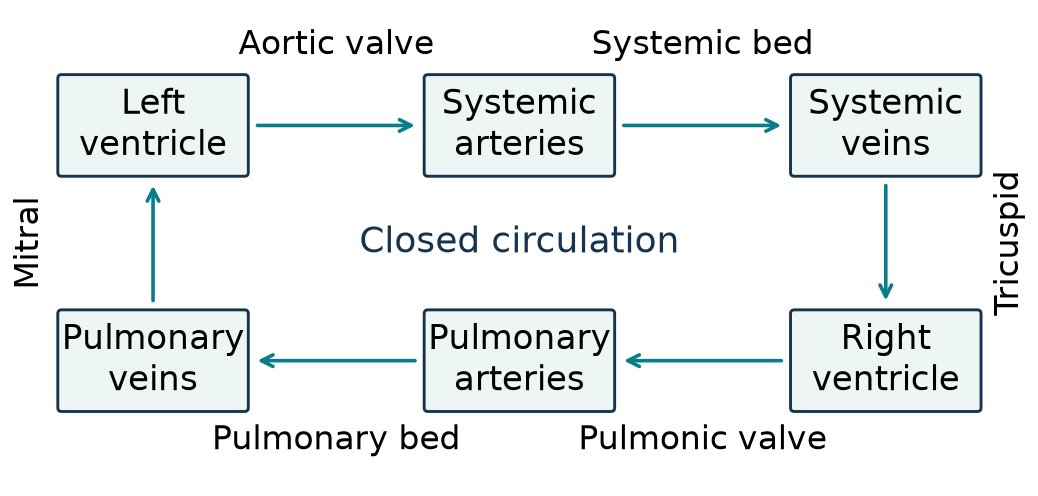 Aortic valve
Systemic bed
Left
ventricle
Systemic
arteries
Systemic
veins
Mitral
Closed circulation
Tricuspid
Pulmonary
veins
Pulmonary
arteries
Right
ventricle
Pulmonary bed
Pulmonic valve